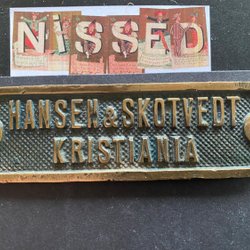 NiSSED
HANSEN & SKOTVEDT
KRISTIANIA